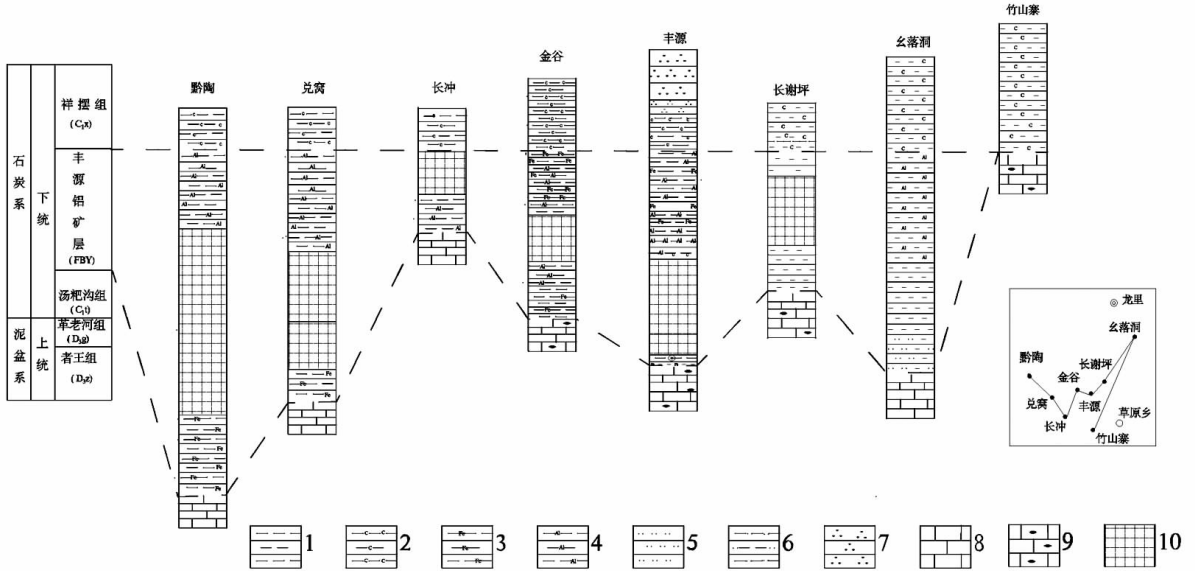 竹山寨
丰源
幺落洞
金谷
长谢坪
黔陶
兑窝
长冲
石炭系
下统
祥摆组
(C₁x)
丰源铝矿层
(FBY)
汤粑沟组
(C₁t)
泥盆系
上统
革老河组
(D₃g)
者王组
(D₃z)
龙里
幺落洞
黔陶
长谢坪
金谷
兑窝
丰源
草原乡
长冲
竹山寨
1 2 3 4 5 6 7 8 9 10